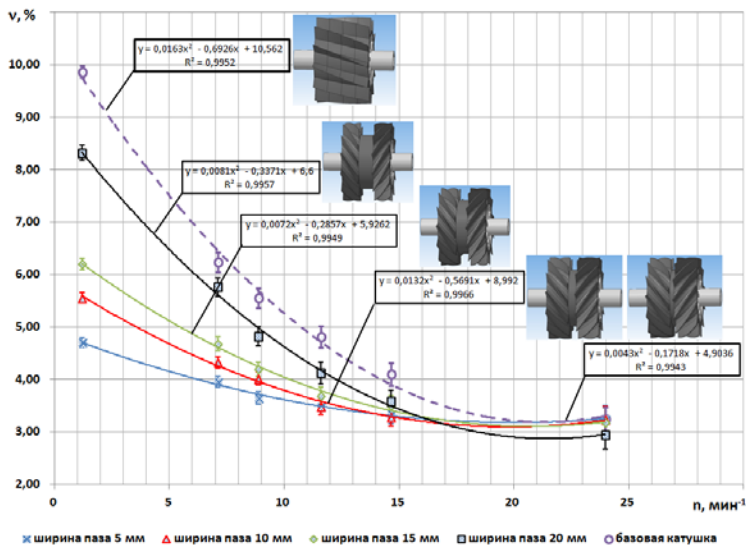 ν, %
y = 0,0163x² - 0,6926x + 10,562
R² = 0,9952
10,00
9,00
y = 0,0081x² - 0,3371x + 6,6
R² = 0,9957
8,00
y = 0,0072x² - 0,2857x + 5,9262
R² = 0,9949
7,00
y = 0,0132x² - 0,5691x + 8,992
R² = 0,9966
6,00
y = 0,0043x² - 0,1718x + 4,9036
R² = 0,9943
5,00
4,00
3,00
2,00
0 5 10 15 20 25 n, мин⁻¹
ширина паза 5 мм ширина паза 10 мм ширина паза 15 мм ширина паза 20 мм базовая катушка